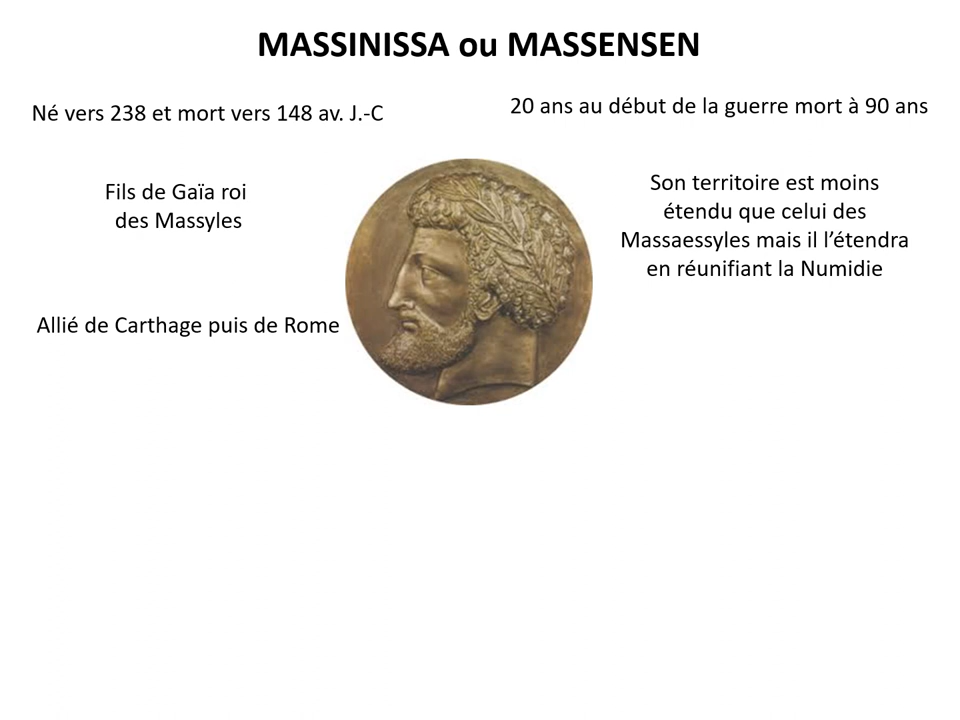 MASSINISSA ou MASSENSEN
Né vers 238 et mort vers 148 av. J.-C
20 ans au début de la guerre mort à 90 ans
Fils de Gaïa roi
des Massyles
Son territoire est moins
étendu que celui des
Massaessyles mais il l’étendra
en réunifiant la Numidie
Allié de Carthage puis de Rome